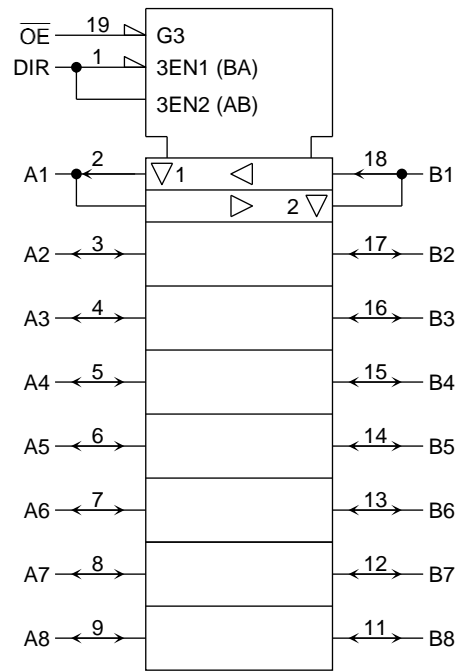 OE 19 G3
DIR 1 3EN1 (BA)
3EN2 (AB)
A1 2 1 18 B1
2
A2 3 17 B2
A3 4 16 B3
A4 5 15 B4
A5 6 14 B5
A6 7 13 B6
A7 8 12 B7
A8 9 11 B8